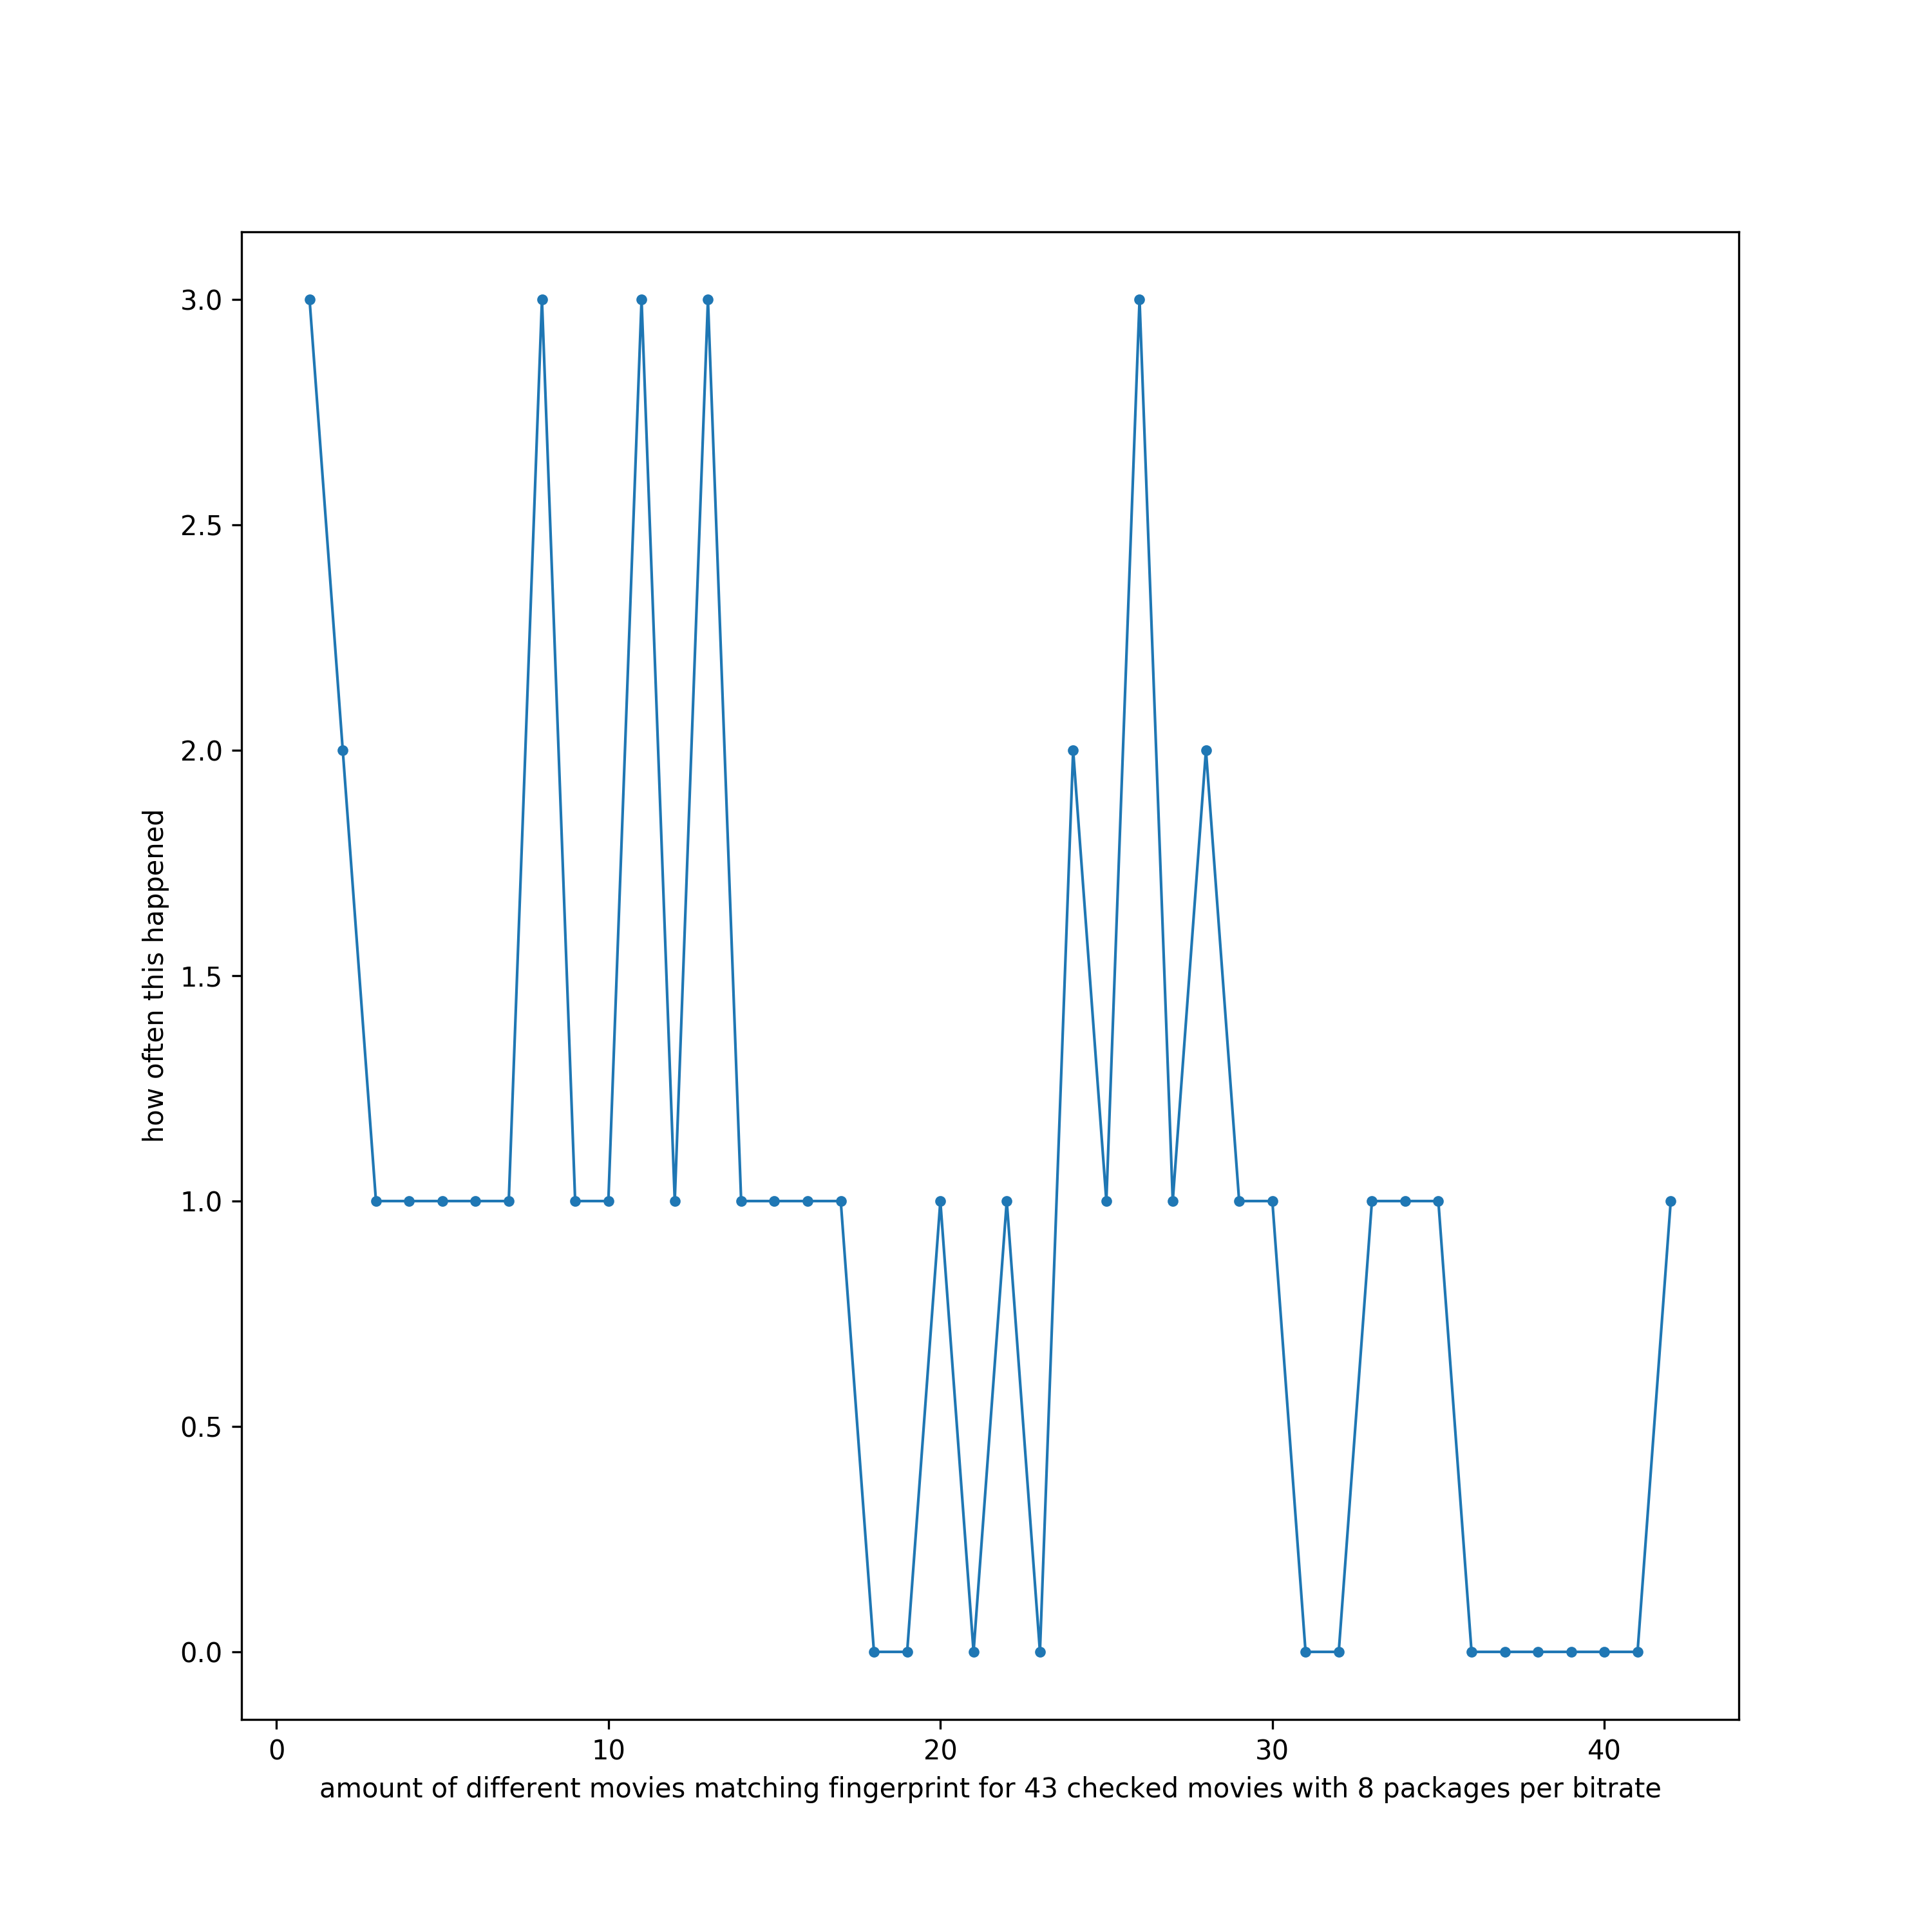 3.0
2.5
2.0
1.5
1.0
0.5
0.0
how often this happened
0 10 20 30 40
amount of different movies matching fingerprint for 43 checked movies with 8 packages per bitrate